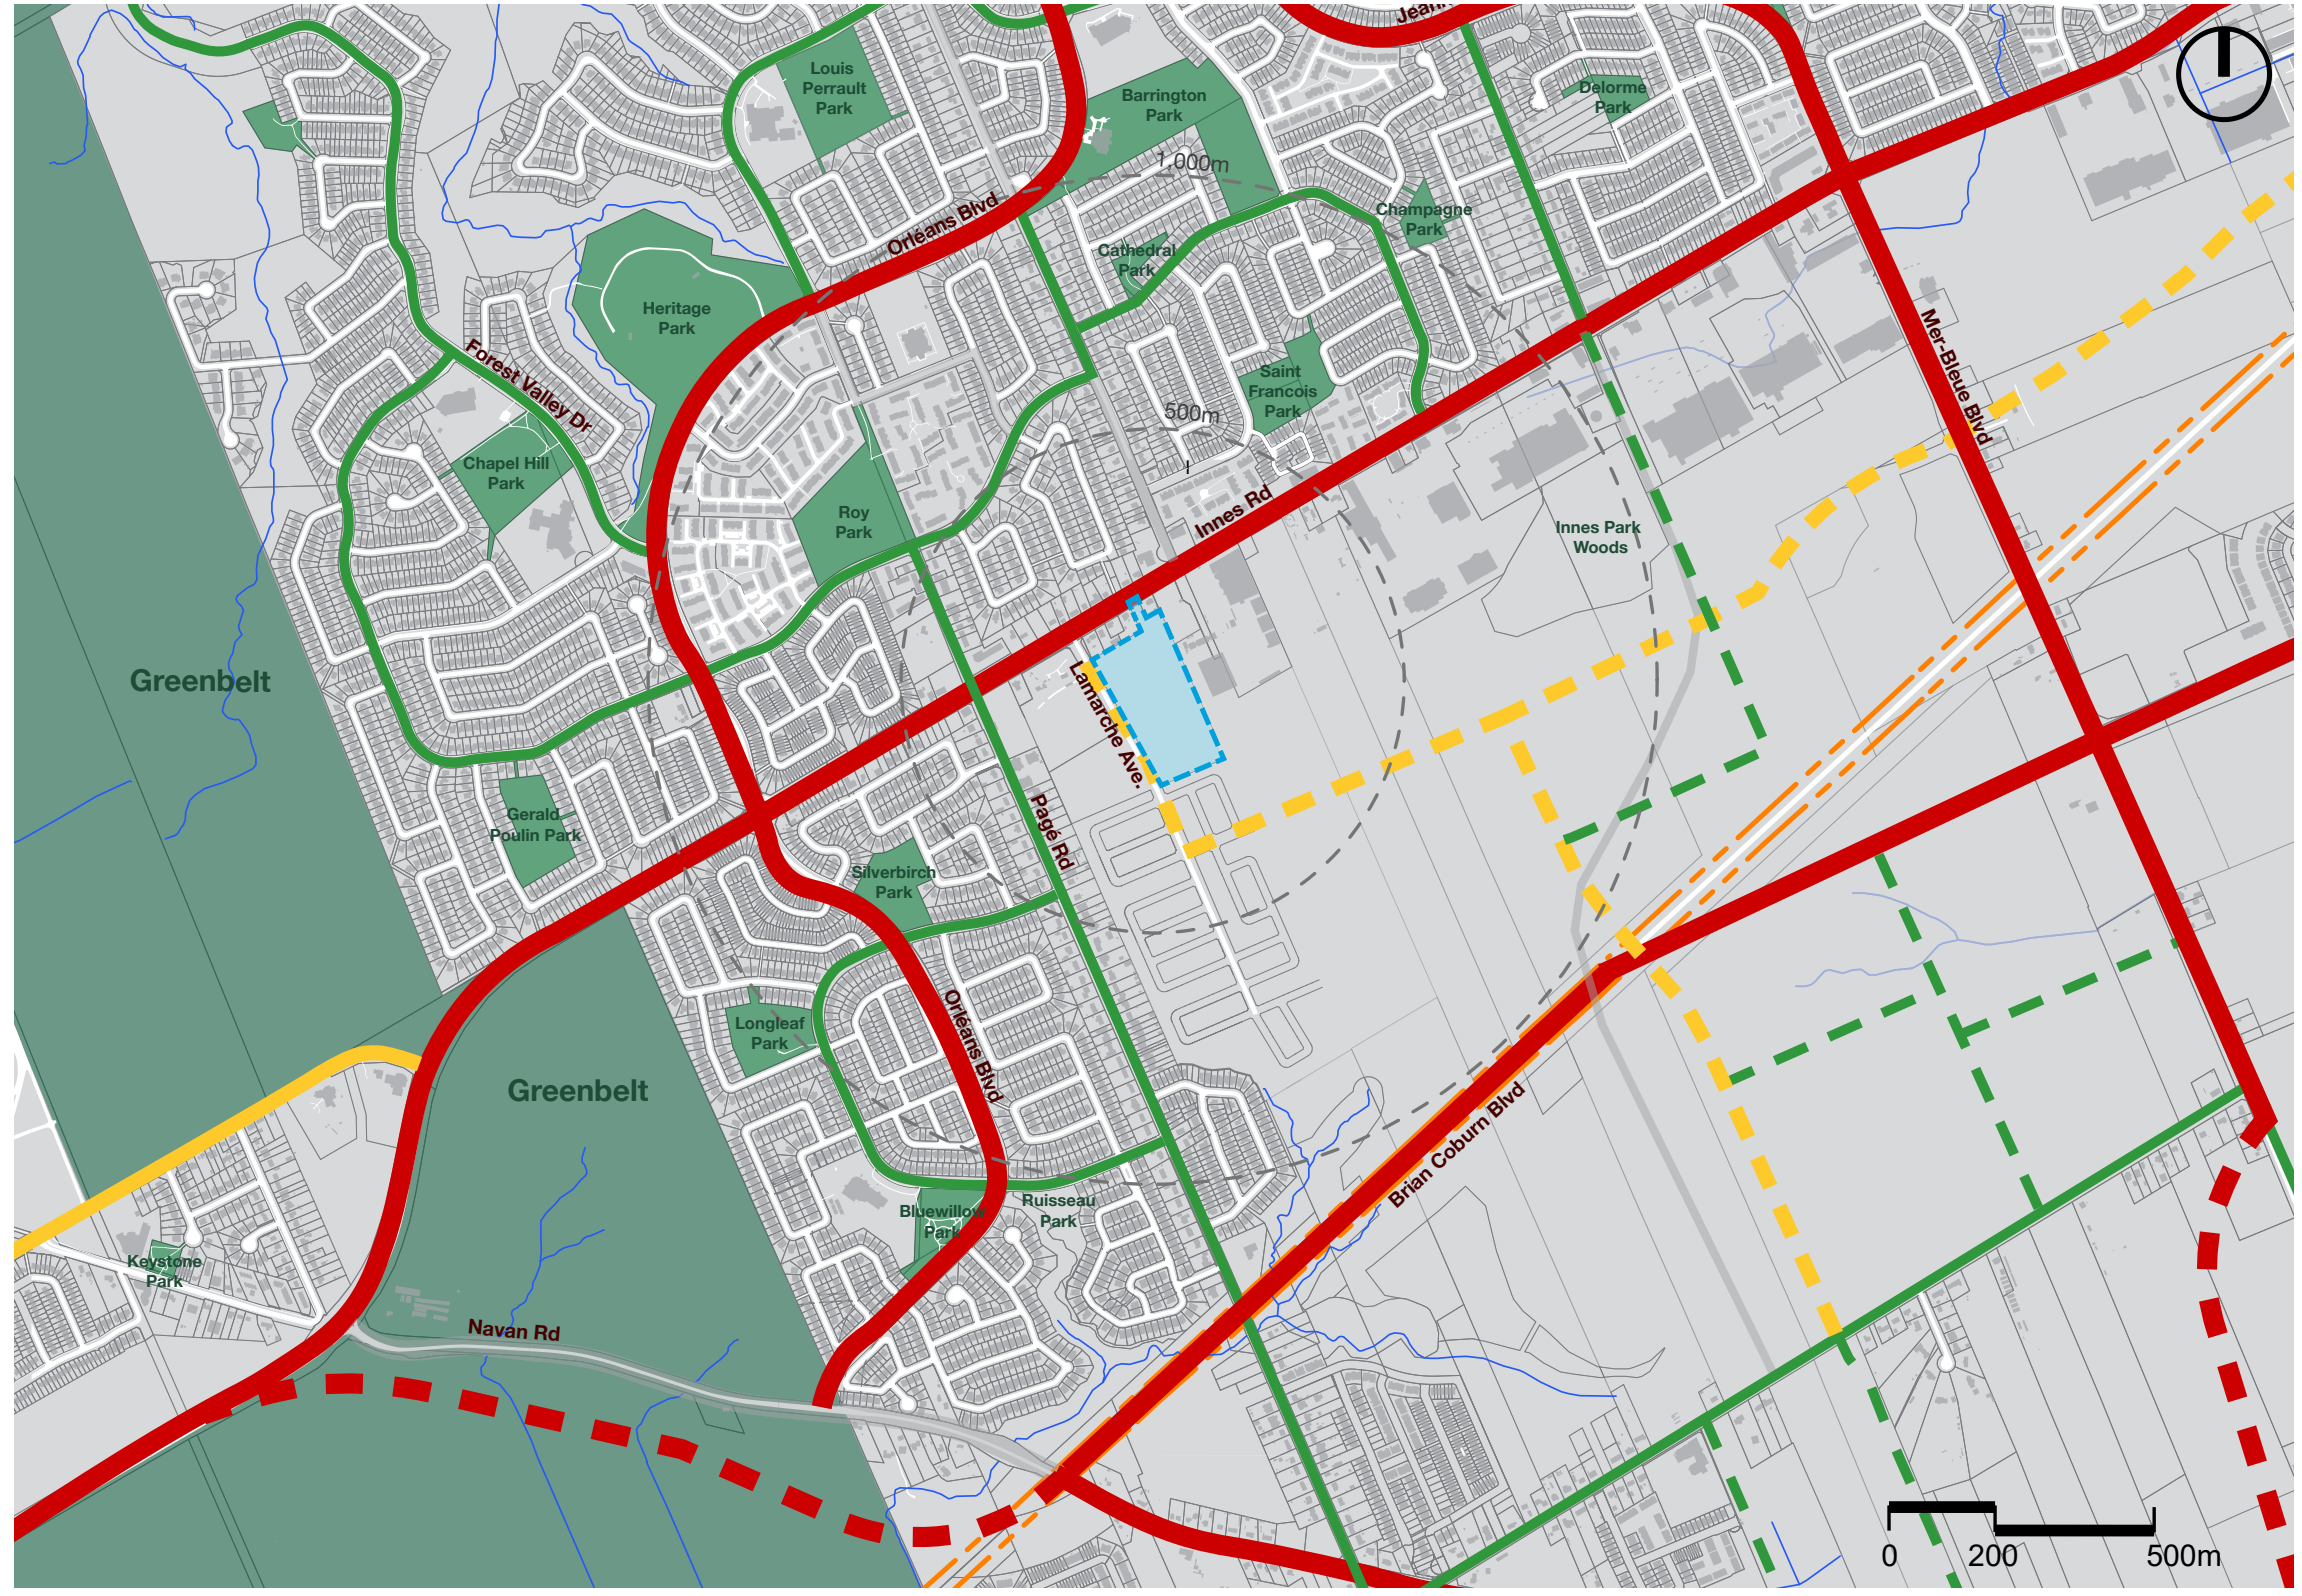 Jeann
Louis
Perrault
Park
Barrington
Park
Delorme
Park
1,000m
Orléans Blvd
Champagne
Park
Cathedral
Park
Heritage
Park
Forest Valley Dr
Mer-Bleue Blvd
Saint
Francois
Park
500m
Chapel Hill
Park
Roy
Park
Innes Rd
Innes Park
Woods
Greenbelt
Lamarche Ave.
Gerald
Poulin Park
Pagé Rd
Silverbirch
Park
Longleaf
Park
Orléans Blvd
Greenbelt
Brian Coburn Blvd
Ruisseau
Park
Bluewillow
Park
Keystone
Park
Navan Rd
0 200 500m